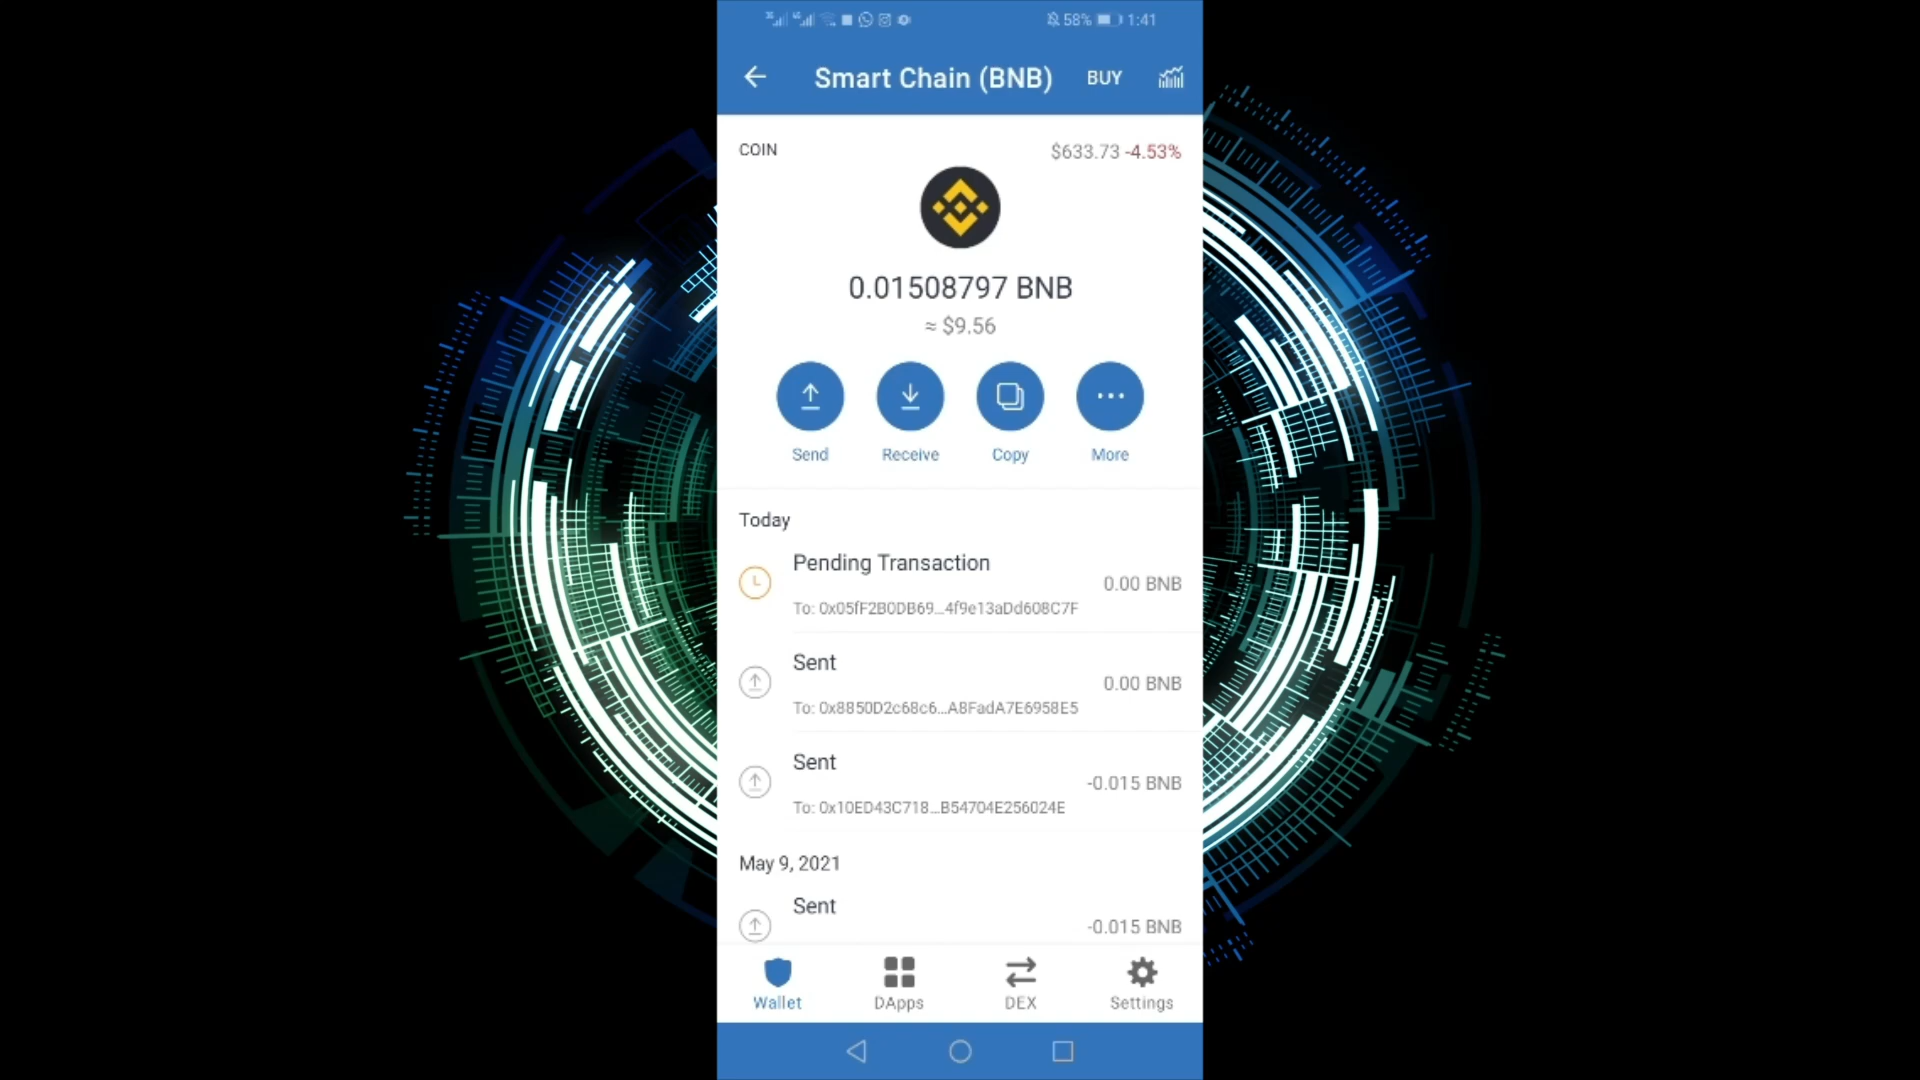 58% 1:41
Smart Chain (BNB) BUY
COIN $633.73 -4.53%
0.01508797 BNB
≈ $9.56
Send Receive Copy More
Today
Pending Transaction
0.00 BNB
To: 0x05fF2B0DB69...4f9e13aDd608C7F
Sent
0.00 BNB
To: 0x8850D2c68c6...A8FadA7E6958E5
Sent
-0.015 BNB
To: 0x10ED43C718...B54704E256024E
May 9, 2021
Sent
-0.015 BNB
Wallet DApps DEX Settings